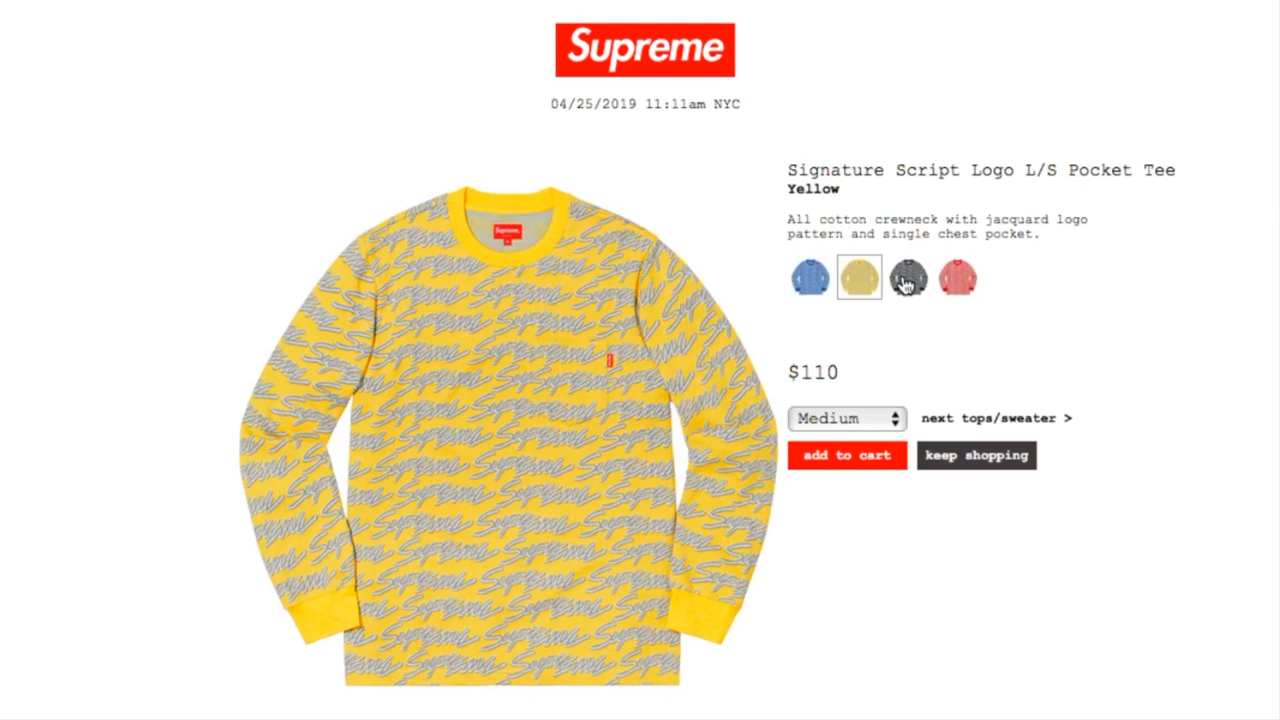 Supreme
04/25/2019 11:11am NYC
Signature Script Logo L/S Pocket Tee
Yellow
All cotton crewneck with jacquard logo
pattern and single chest pocket.
Supreme
$110
Medium
next tops/sweater >
add to cart
keep shopping